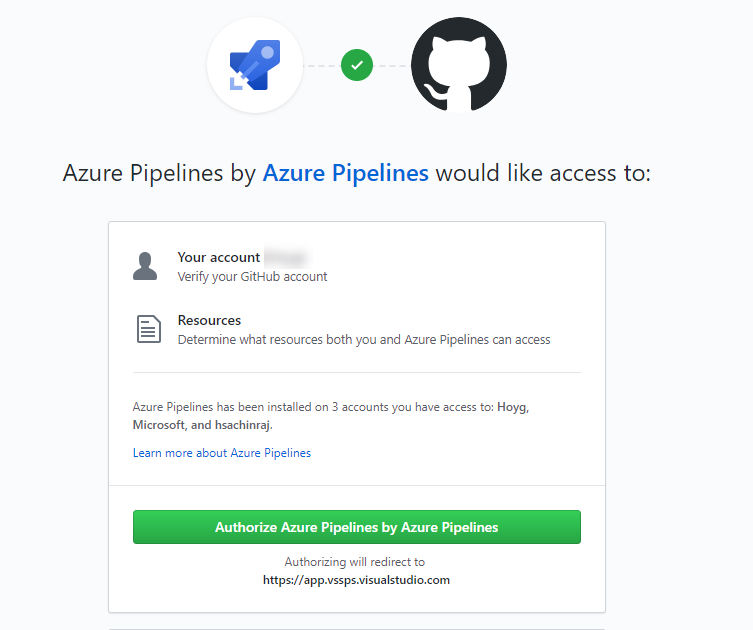 Azure Pipelines by Azure Pipelines would like access to:
Your account
Verify your GitHub account
Resources
Determine what resources both you and Azure Pipelines can access
Azure Pipelines has been installed on 3 accounts you have access to: Hoyg,
Microsoft, and hsachinraj.
Learn more about Azure Pipelines
Authorize Azure Pipelines by Azure Pipelines
Authorizing will redirect to
https://app.vssps.visualstudio.com